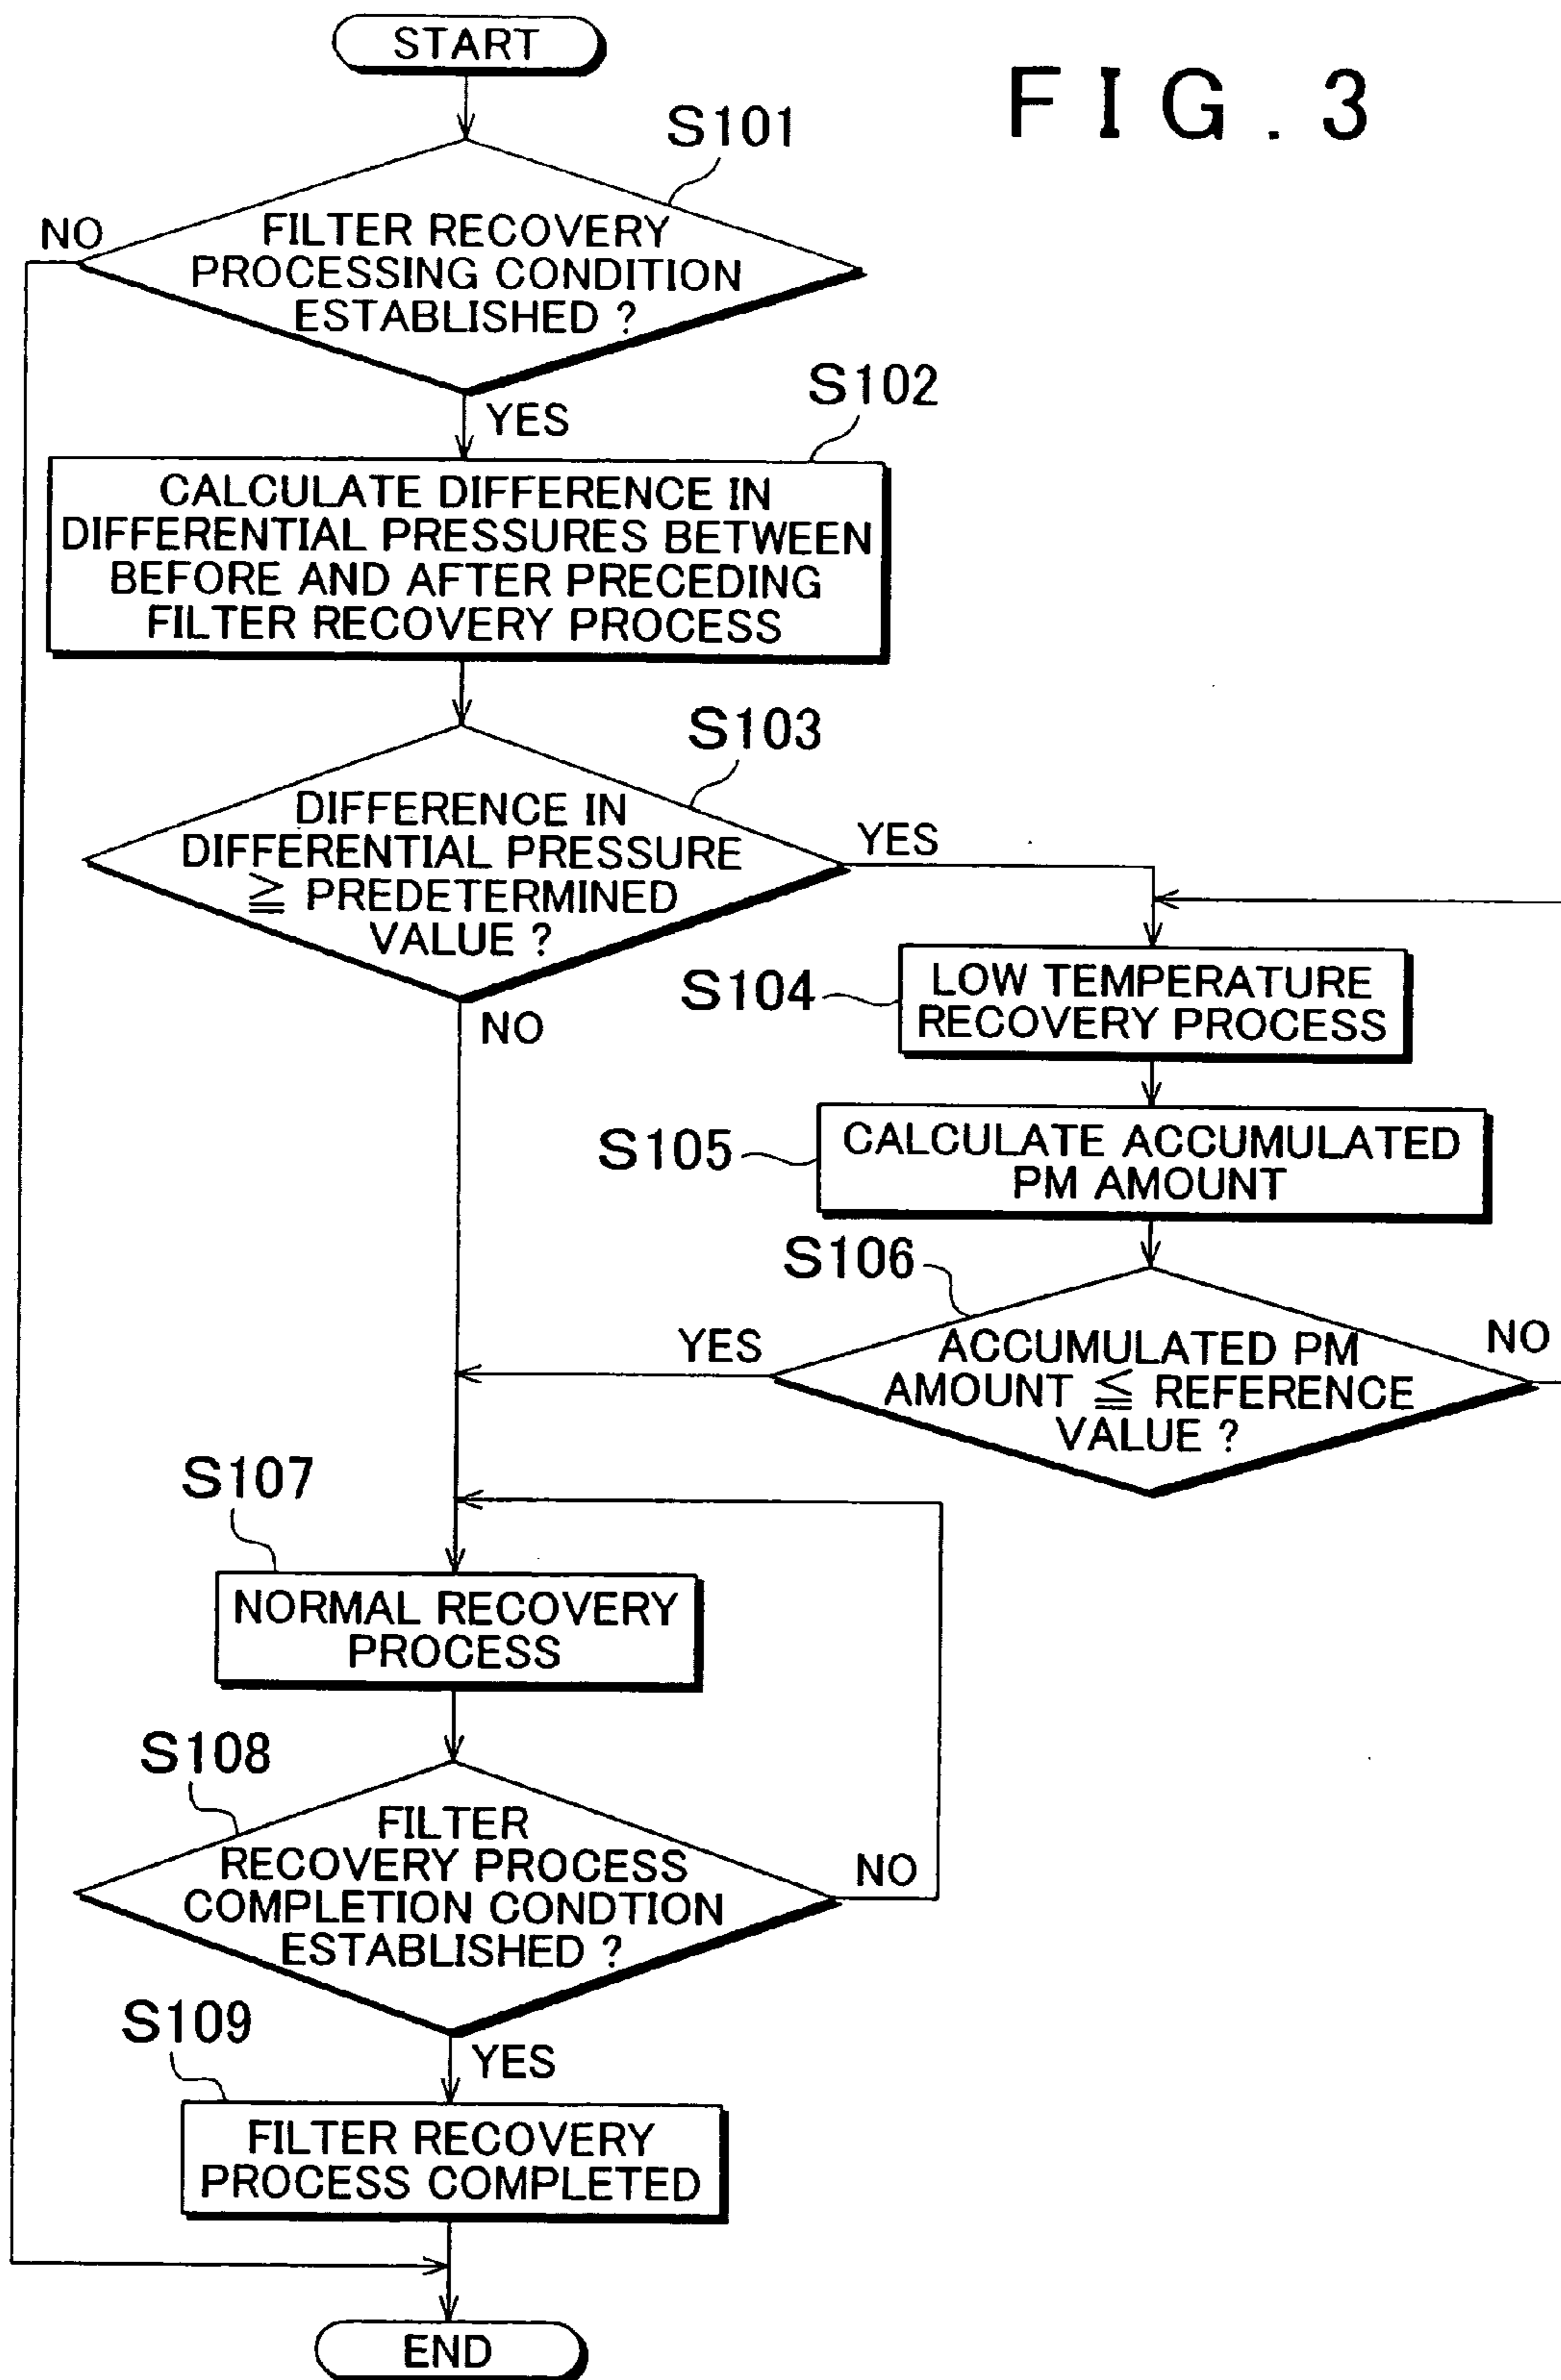 START
FIG.3
S101
NO
FILTER RECOVERY
PROCESSING CONDITION
ESTABLISHED ?
YES
S102
CALCULATE DIFFERENCE IN
DIFFERENTIAL PRESSURES BETWEEN
BEFORE AND AFTER PRECEDING
FILTER RECOVERY PROCESS
S103
DIFFERENCE IN
DIFFERENTIAL PRESSURE
≧ PREDETERMINED
VALUE ?
YES
NO
S104
LOW TEMPERATURE
RECOVERY PROCESS
S105
CALCULATE ACCUMULATED
PM AMOUNT
S106
YES
ACCUMULATED PM
AMOUNT ≦ REFERENCE
VALUE ?
NO
S107
NORMAL RECOVERY
PROCESS
S108
FILTER
RECOVERY PROCESS
COMPLETION CONDTION
ESTABLISHED ?
NO
YES
S109
FILTER RECOVERY
PROCESS COMPLETED
END